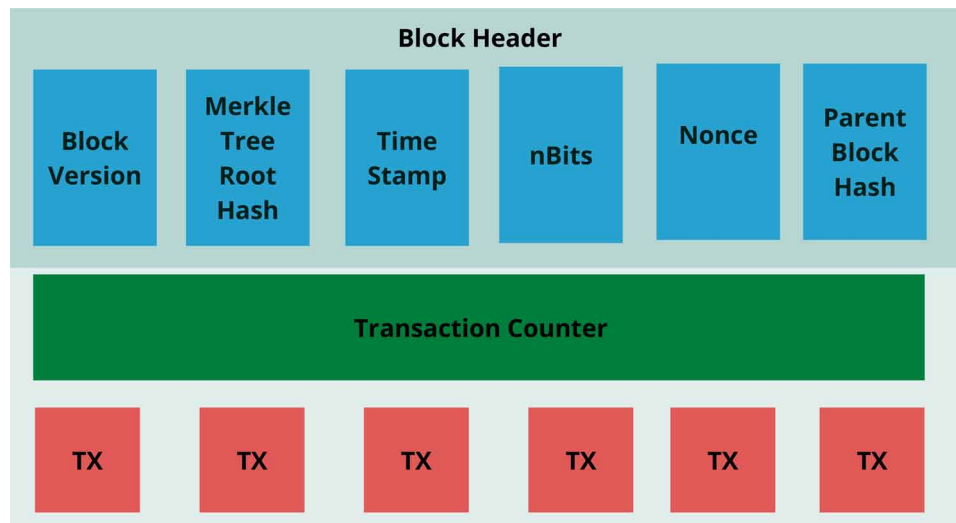 Block Header
Block
Version
Merkle
Tree
Root
Hash
Time
Stamp
nBits
Nonce
Parent
Block
Hash
Transaction Counter
TX
TX
TX
TX
TX
TX